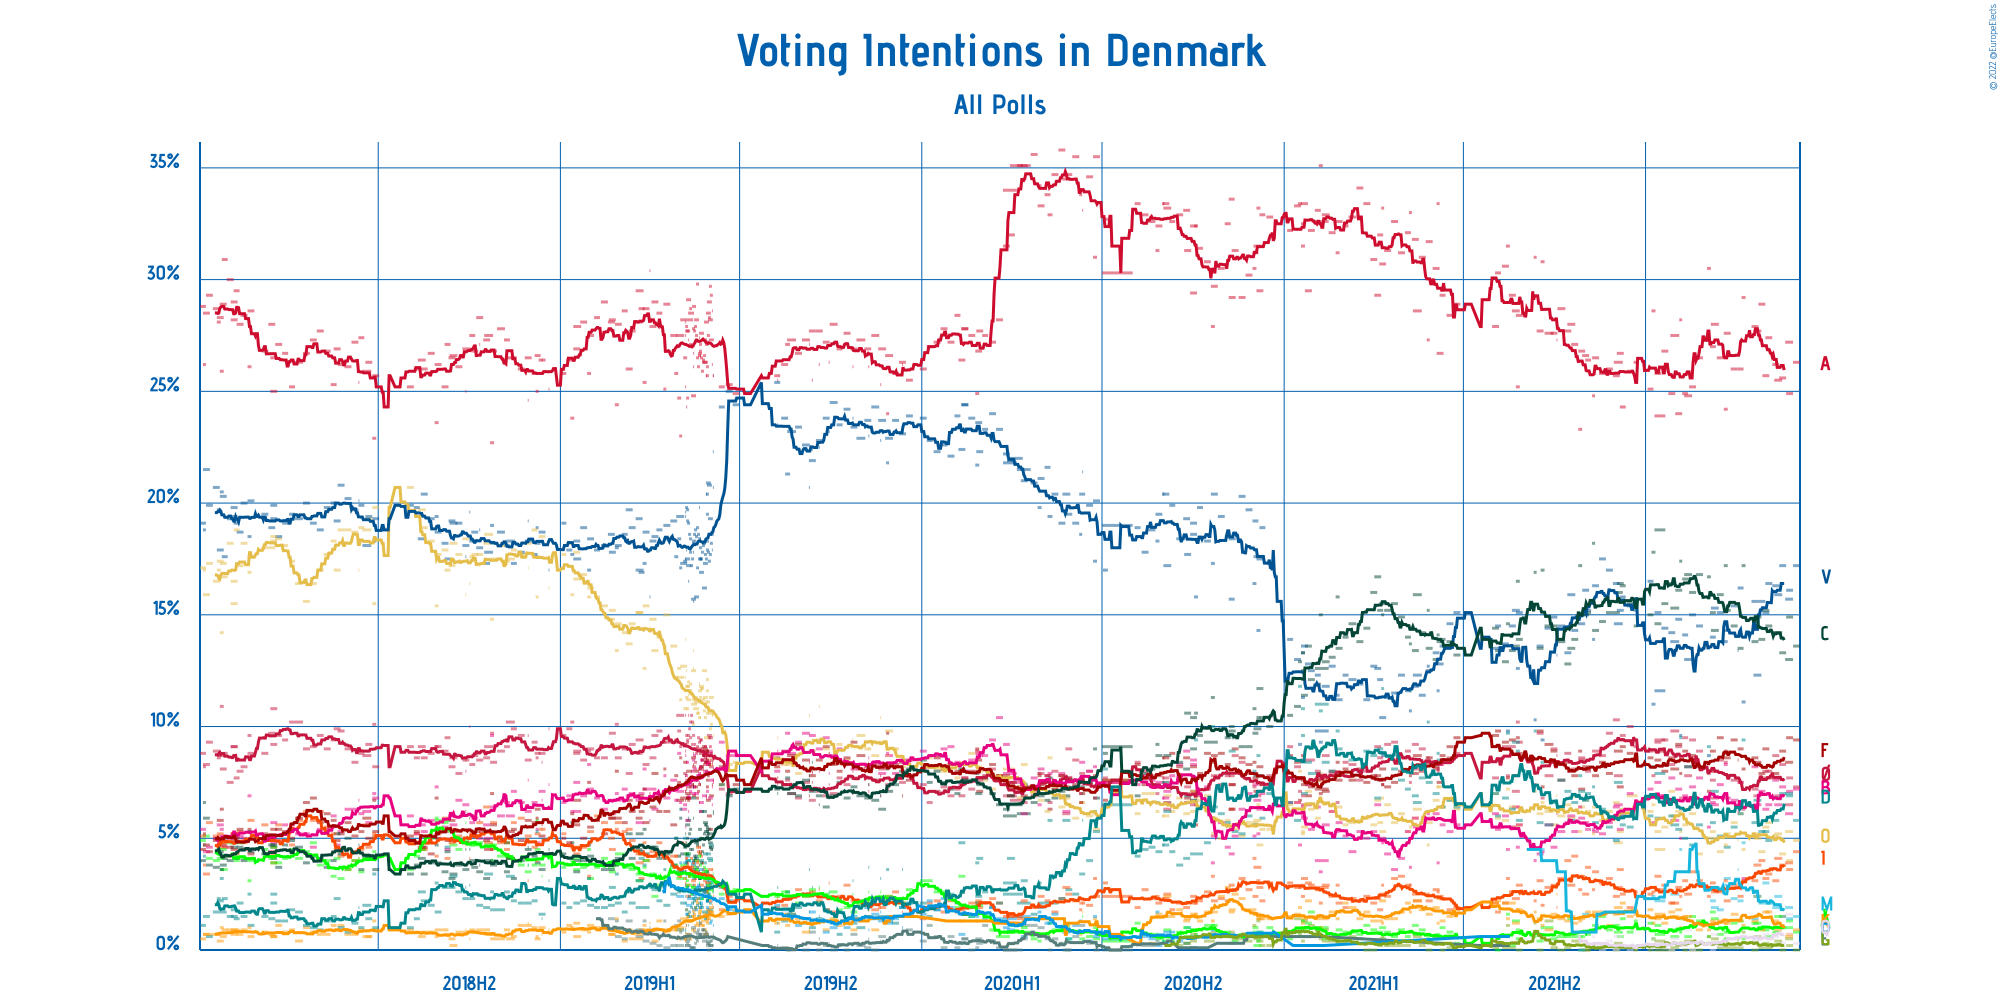 Voting Intentions in Denmark
All Polls
© 2022 @EuropeElects
35%
30%
25%
20%
15%
10%
5%
0%
A
V
C
F
Ø
B
D
O
I
M
2018H2
2019H1
2019H2
2020H1
2020H2
2021H1
2021H2